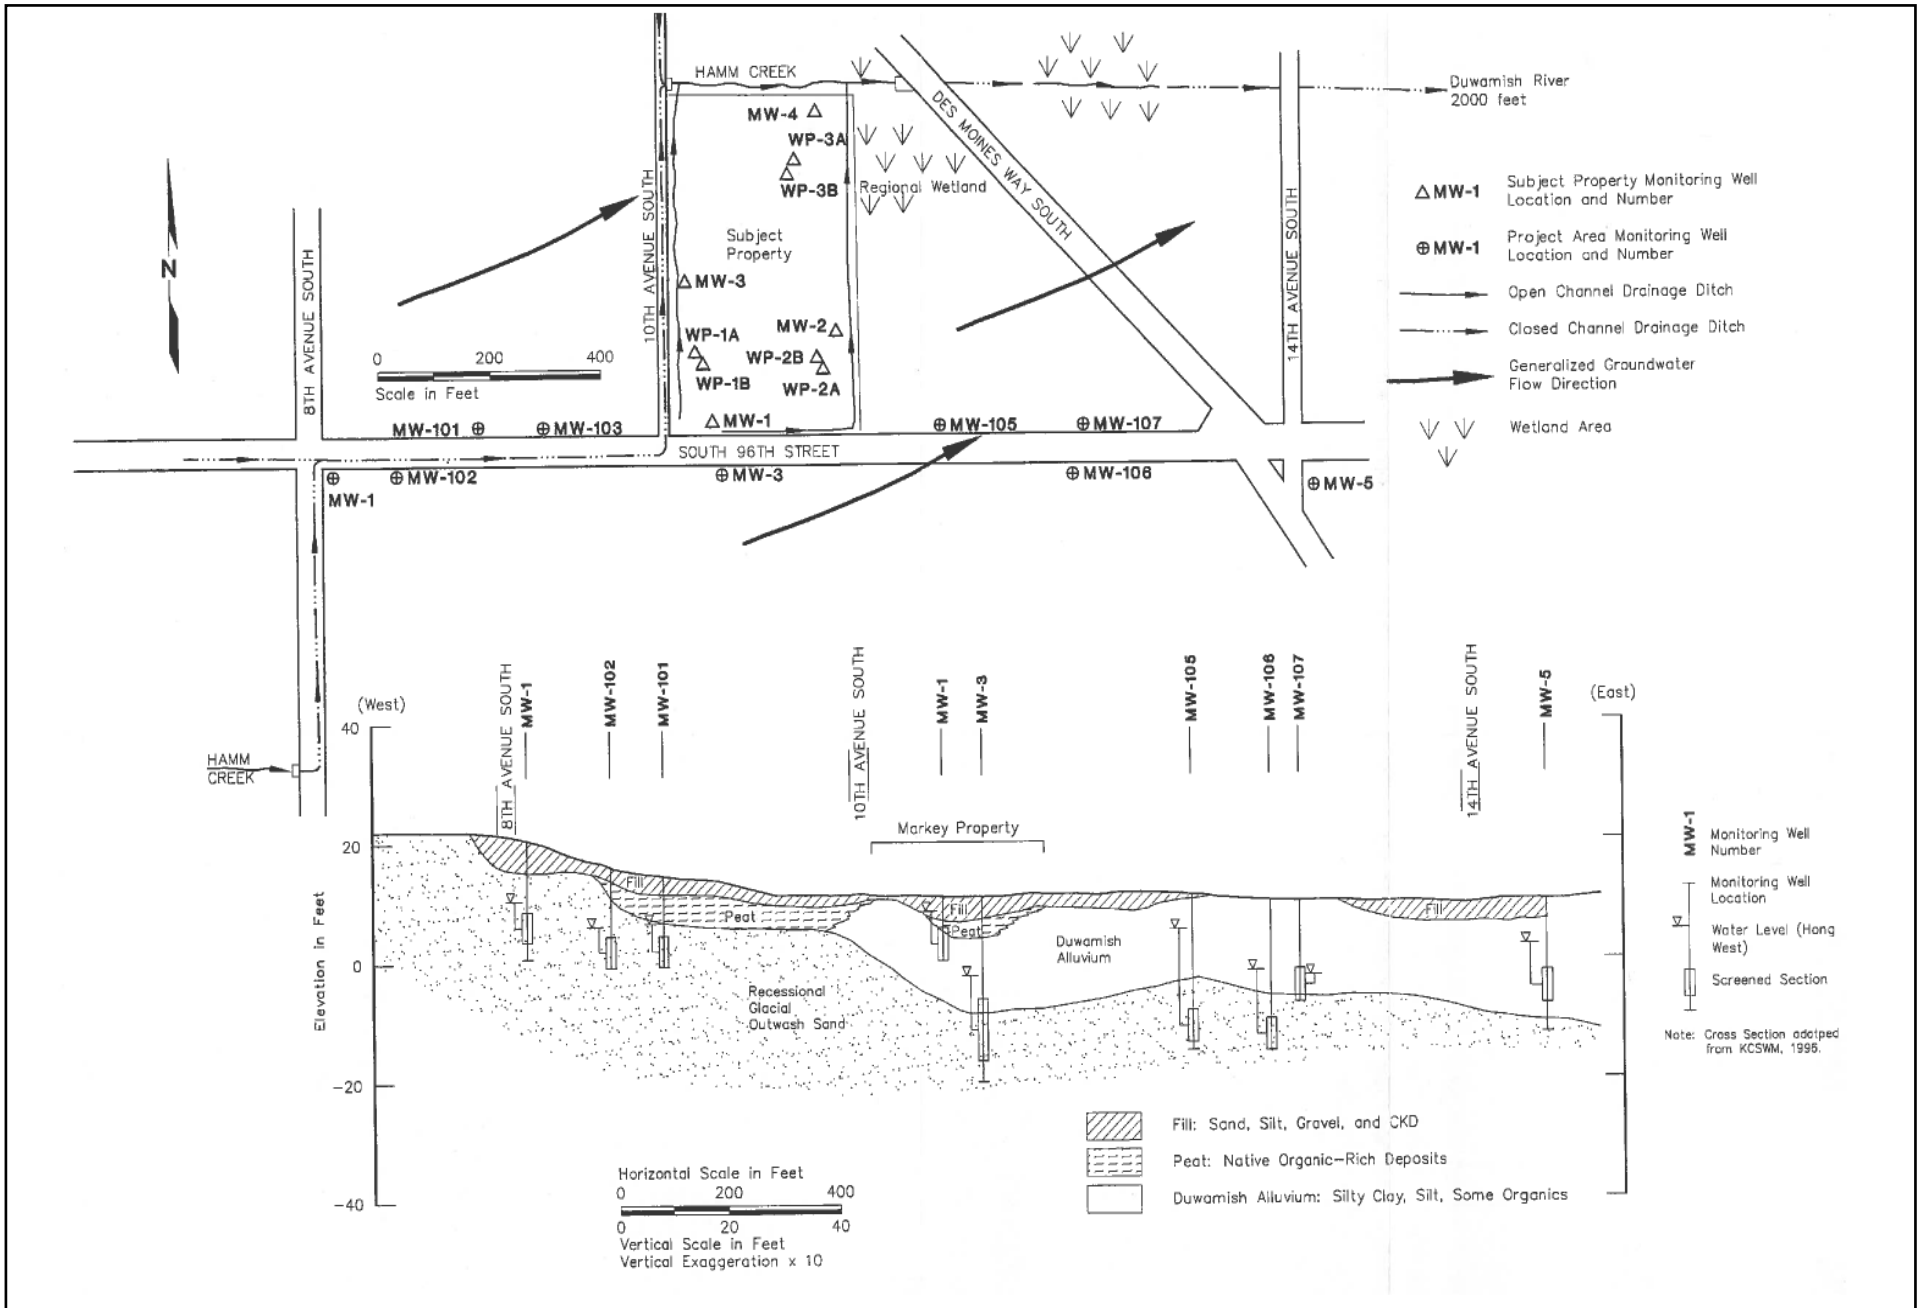 HAMM CREEK
Duwamish River
2000 feet
DES MOINES WAY SOUTH
MW-4
WP-3A
WP-3B
Regional Wetland
10TH AVENUE SOUTH
14TH AVENUE SOUTH
8TH AVENUE SOUTH
N
Subject
Property
MW-3
MW-2
WP-1A
WP-2B
WP-1B
WP-2A
0 200 400
Scale in Feet
MW-101
MW-103
MW-1
MW-105
MW-107
SOUTH 96TH STREET
MW-102
MW-3
MW-106
MW-5
MW-1
HAMM
CREEK
MW-1 Subject Property Monitoring Well
Location and Number
MW-1 Project Area Monitoring Well
Location and Number
Open Channel Drainage Ditch
Closed Channel Drainage Ditch
Generalized Groundwater
Flow Direction
Wetland Area
(West)
(East)
8TH AVENUE SOUTH
MW-1
MW-102
MW-101
10TH AVENUE SOUTH
MW-1
MW-3
MW-105
MW-106
MW-107
14TH AVENUE SOUTH
MW-5
40
20
0
-20
-40
Elevation in Feet
Markey Property
Fill
Peat
Fill
Peat
Fill
Duwamish
Alluvium
Recessional
Glacial
Outwash Sand
MW-1
Monitoring Well
Number
Monitoring Well
Location
Water Level (Hong
West)
Screened Section
Note: Cross Section adatped
from KCSWM, 1996.
Fill: Sand, Silt, Gravel, and CKD
Peat: Native Organic-Rich Deposits
Duwamish Alluvium: Silty Clay, Silt, Some Organics
Horizontal Scale in Feet
0 200 400
0 20 40
Vertical Scale in Feet
Vertical Exaggeration x 10